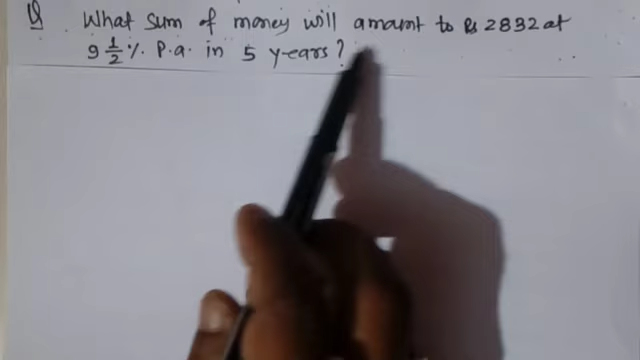 Q What Sum of money will amount to Rs 2832 at
9 1/2 % P.a. in 5 years?